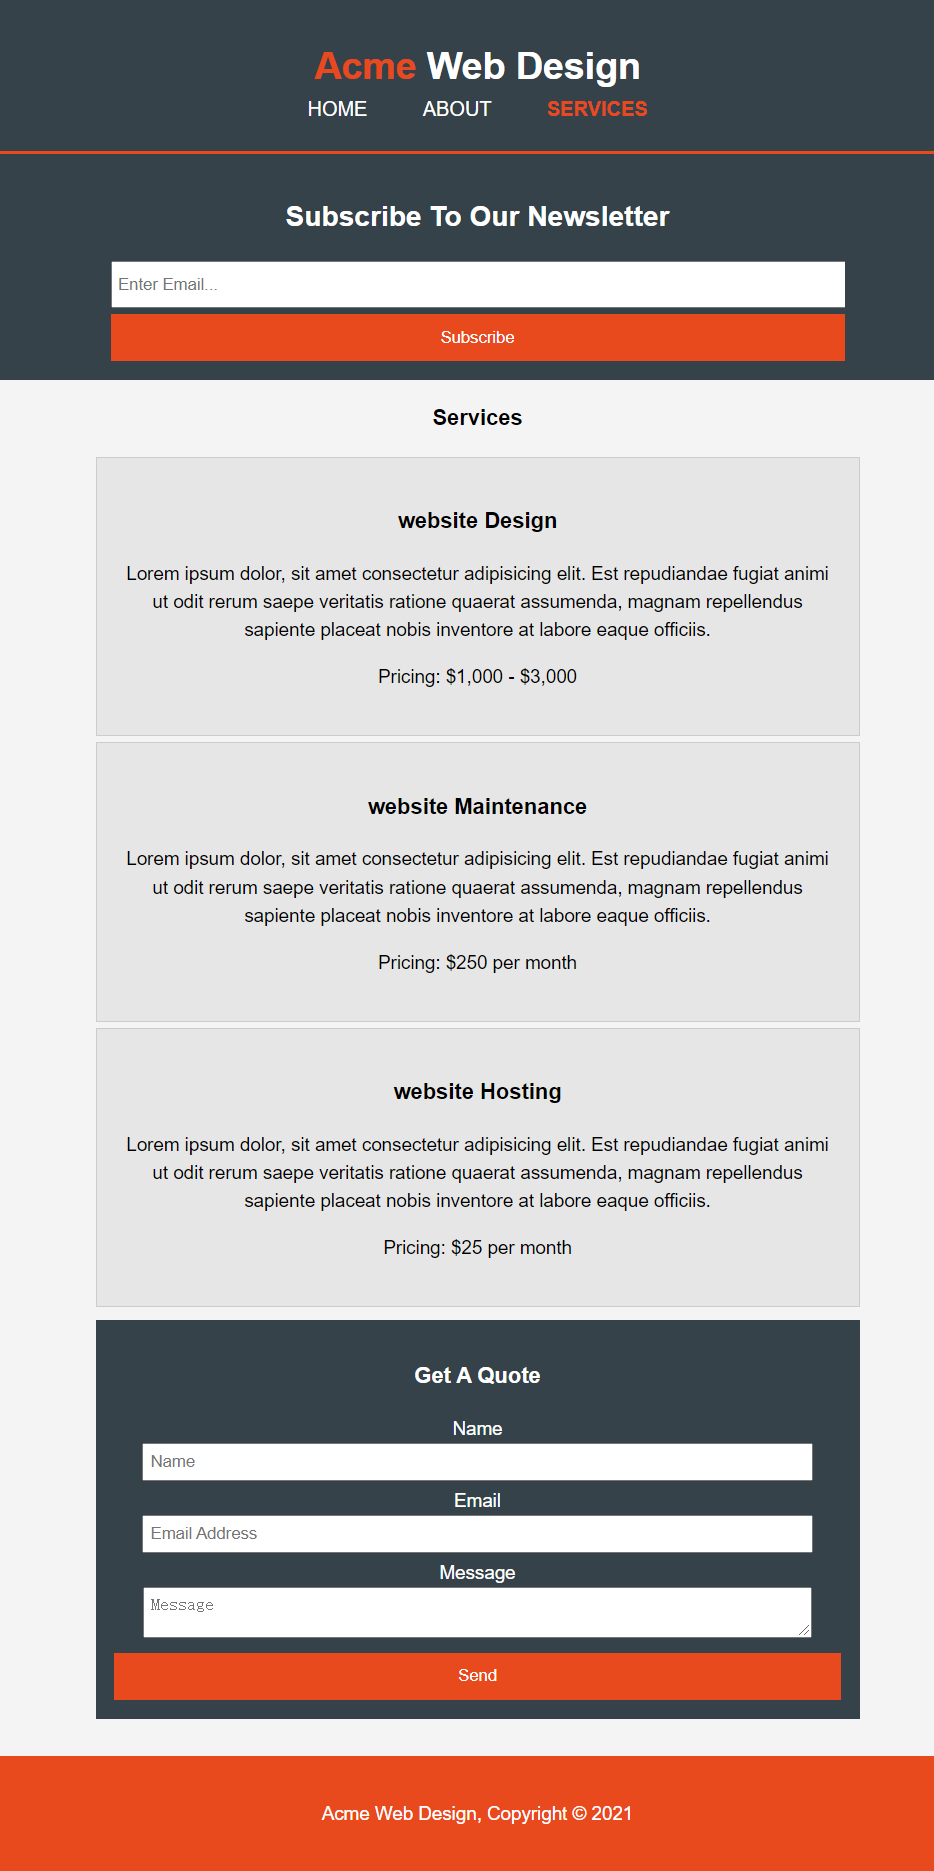 Acme Web Design
HOME ABOUT SERVICES
Subscribe To Our Newsletter
Enter Email...
Subscribe
Services
website Design
Lorem ipsum dolor, sit amet consectetur adipisicing elit. Est repudiandae fugiat animi
ut odit rerum saepe veritatis ratione quaerat assumenda, magnam repellendus
sapiente placeat nobis inventore at labore eaque officiis.
Pricing: $1,000 - $3,000
website Maintenance
Lorem ipsum dolor, sit amet consectetur adipisicing elit. Est repudiandae fugiat animi
ut odit rerum saepe veritatis ratione quaerat assumenda, magnam repellendus
sapiente placeat nobis inventore at labore eaque officiis.
Pricing: $250 per month
website Hosting
Lorem ipsum dolor, sit amet consectetur adipisicing elit. Est repudiandae fugiat animi
ut odit rerum saepe veritatis ratione quaerat assumenda, magnam repellendus
sapiente placeat nobis inventore at labore eaque officiis.
Pricing: $25 per month
Get A Quote
Name
Name
Email
Email Address
Message
Message
Send
Acme Web Design, Copyright © 2021